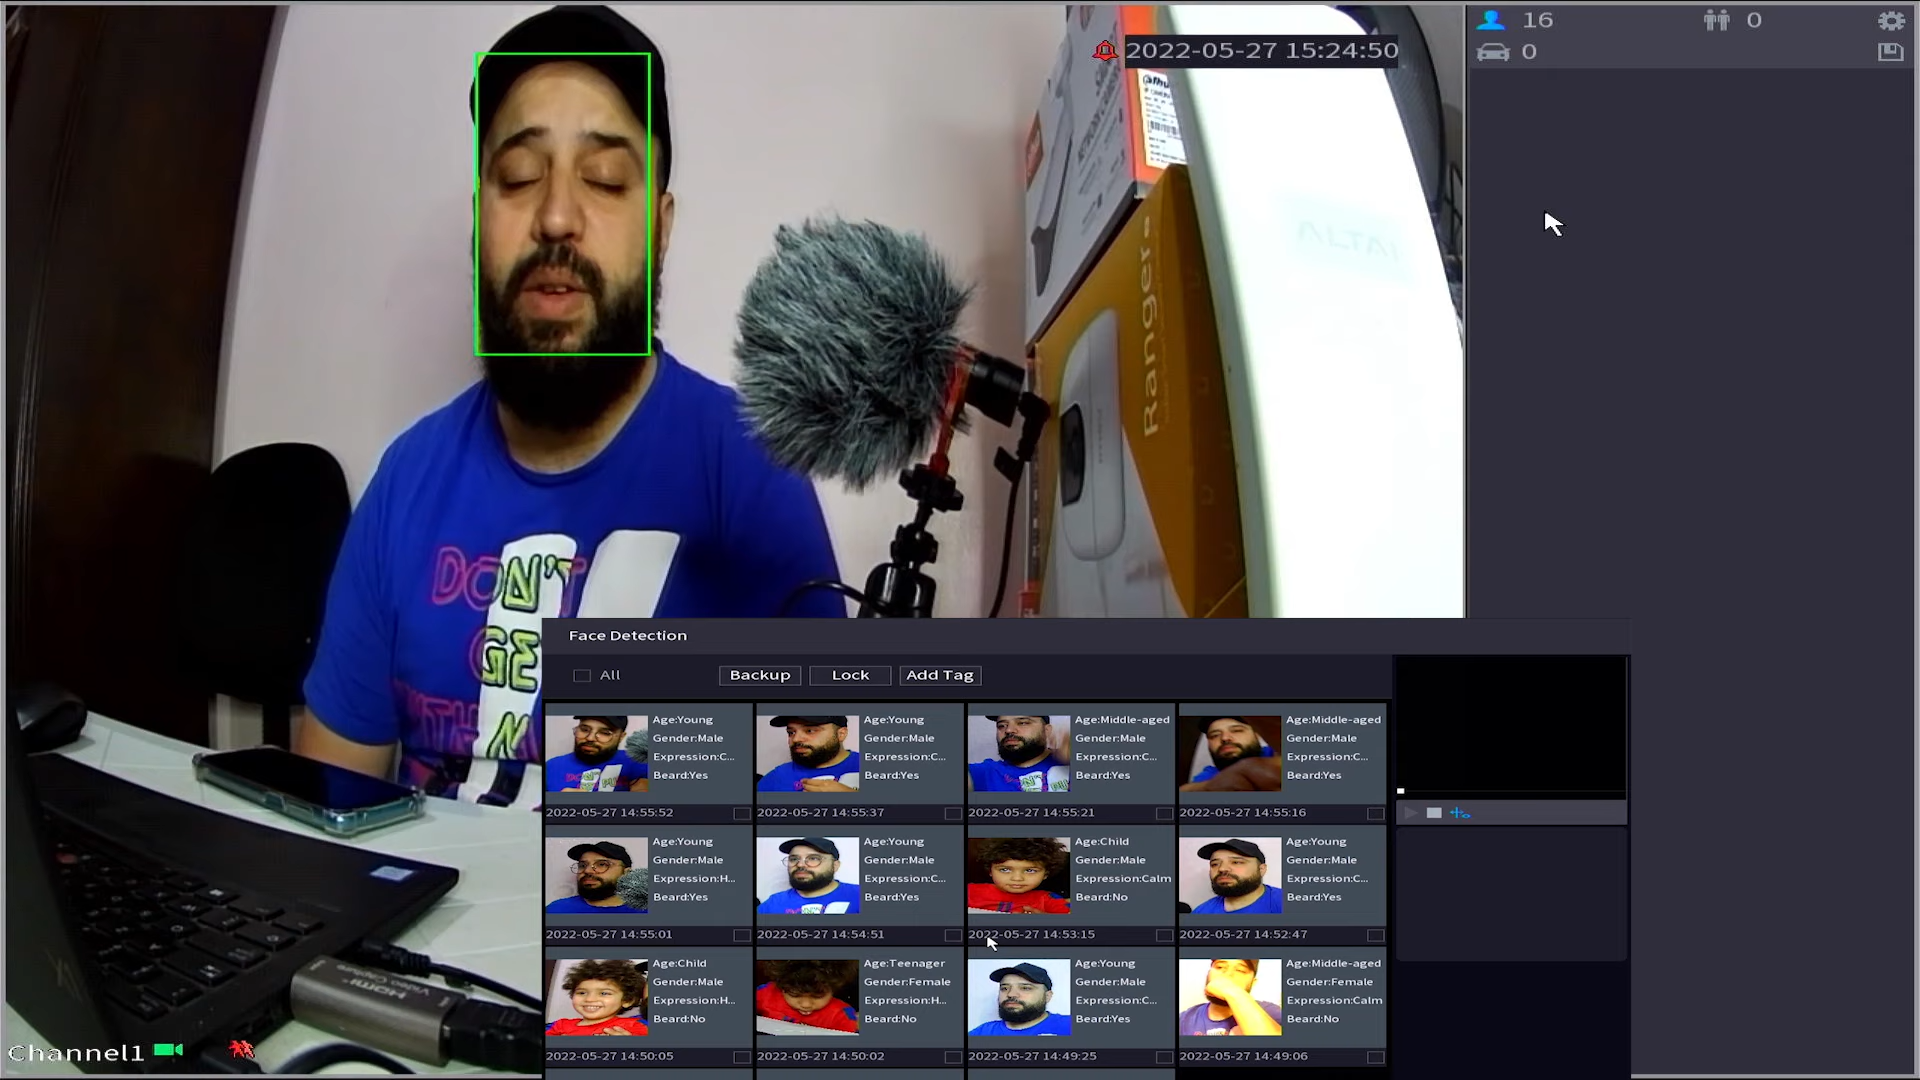 16
0
0
2022-05-27 15:24:50
alhua
ALTAI
Ranger
DON'T
HDMI
Video Capture
Channel1
Face Detection
All
Backup
Lock
Add Tag
Age:Young
Gender:Male
Expression:C...
Beard:Yes
2022-05-27 14:55:52
Age:Young
Gender:Male
Expression:C...
Beard:Yes
2022-05-27 14:55:37
Age:Middle-aged
Gender:Male
Expression:C...
Beard:Yes
2022-05-27 14:55:21
Age:Middle-aged
Gender:Male
Expression:C...
Beard:Yes
2022-05-27 14:55:16
Age:Young
Gender:Male
Expression:H...
Beard:Yes
2022-05-27 14:55:01
Age:Young
Gender:Male
Expression:C...
Beard:Yes
2022-05-27 14:54:51
Age:Child
Gender:Male
Expression:Calm
Beard:No
2022-05-27 14:53:15
Age:Young
Gender:Male
Expression:C...
Beard:Yes
2022-05-27 14:52:47
Age:Child
Gender:Male
Expression:H...
Beard:No
2022-05-27 14:50:05
Age:Teenager
Gender:Female
Expression:H...
Beard:No
2022-05-27 14:50:02
Age:Young
Gender:Male
Expression:C...
Beard:Yes
2022-05-27 14:49:25
Age:Middle-aged
Gender:Female
Expression:Calm
Beard:No
2022-05-27 14:49:06